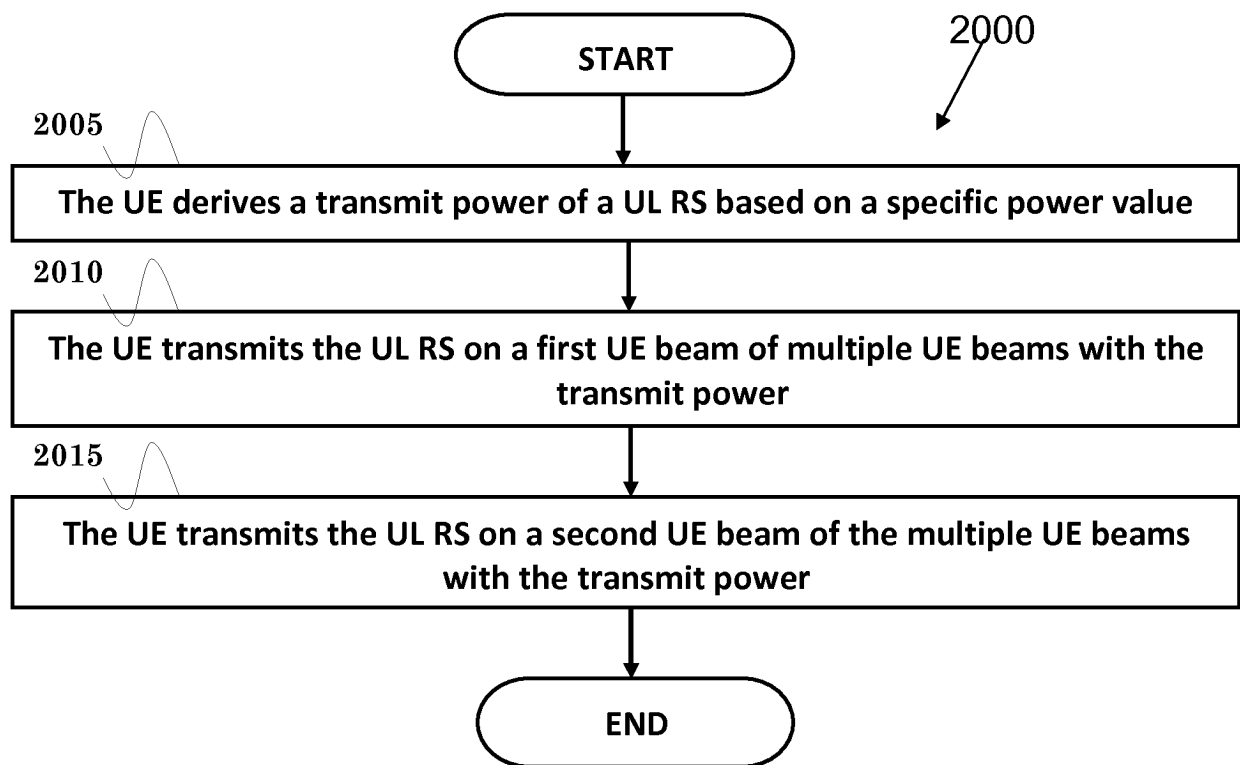 START
2000
2005
The UE derives a transmit power of a UL RS based on a specific power value
2010
The UE transmits the UL RS on a first UE beam of multiple UE beams with the
transmit power
2015
The UE transmits the UL RS on a second UE beam of the multiple UE beams
with the transmit power
END